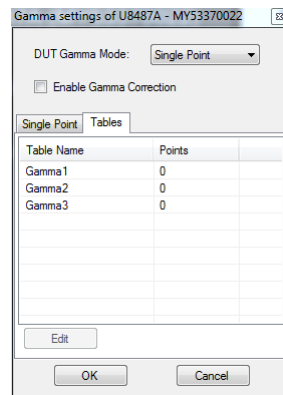 Gamma settings of U8487A - MY53370022
DUT Gamma Mode: Single Point
Enable Gamma Correction
Single Point Tables
Table Name Points
Gamma1 0
Gamma2 0
Gamma3 0
Edit
OK Cancel